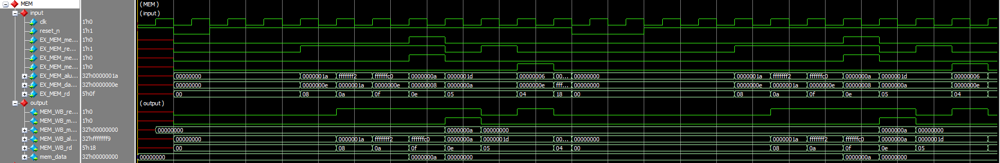 MEM (MEM)
input (input)
clk 1'h0
reset_n 1'h1
EX_MEM_me... 1'h0
EX_MEM_re... 1'h1
EX_MEM_me... 1'h0
EX_MEM_me... 1'h0
EX_MEM_alu... 32'h0000001a 00000000 0000001a fffffff2 ffffffc0 0000000a 0000001d 00000006 00... 00000000 0000001a fffffff2 ffffffc0 0000000a 0000001d 00000006
EX_MEM_da... 32'h0000000e 00000000 0000000e 0000001a 0000000e 00000008 0000000a 0000000e fff... 00000000 0000000e 0000001a 0000000e 00000008 0000000a 0000000e
EX_MEM_rd 5'h0f 00 08 0a 0f 0e 05 04 18 00 08 0a 0f 0e 05 04
output (output)
MEM_WB_re... 1'h0
MEM_WB_m... 1'h0
MEM_WB_m... 32'h00000000 00000000 0000000a 00000000 0000000a 00000000
MEM_WB_al... 32'hfffffff9 00000000 0000001a fffffff2 ffffffc0 0000000a 0000001d 00... 00000000 0000001a fffffff2 ffffffc0 0000000a 0000001d
MEM_WB_rd 5'h18 00 08 0a 0f 0e 05 04 00 08 0a 0f 0e 05
mem_data 32'h00000000 00000000 0000000a 00000000 0000000a 00000000